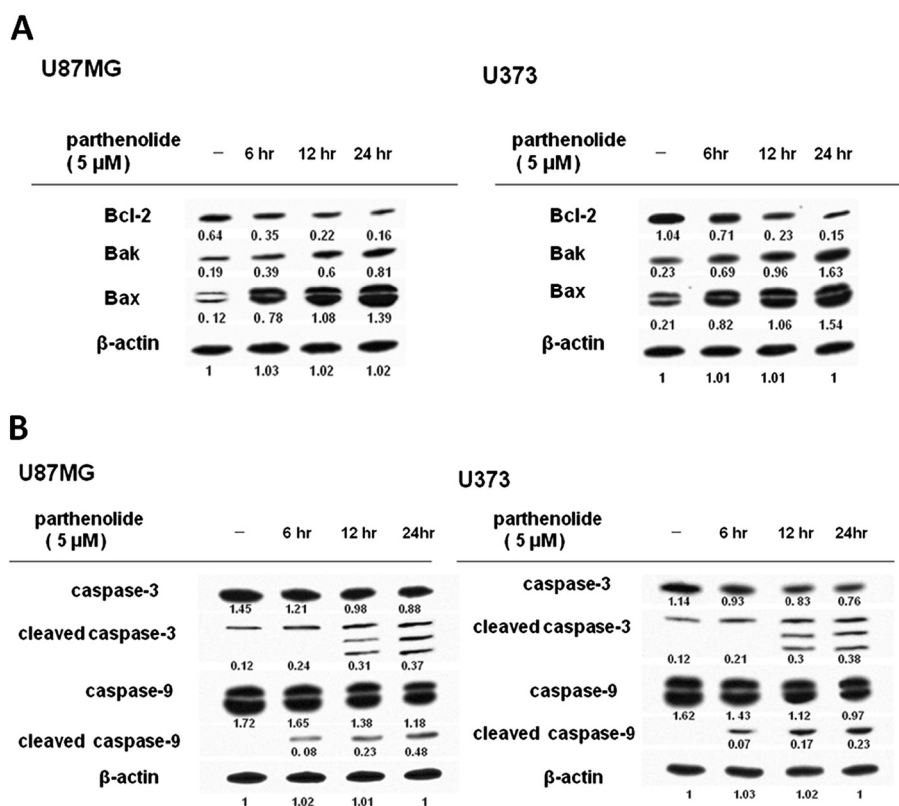 A
U87MG
parthenolide
( 5 µM)
– 6 hr 12 hr 24 hr
Bcl-2
0.64 0. 35 0.22 0.16
Bak
0.19 0.39 0.6 0.81
Bax
0. 12 0. 78 1.08 1.39
β-actin
1 1.03 1.02 1.02
U373
parthenolide
( 5 µM)
– 6hr 12 hr 24 hr
Bcl-2
1.04 0.71 0. 23 0.15
Bak
0.23 0.69 0.96 1.63
Bax
0.21 0.82 1.06 1.54
β-actin
1 1.01 1.01 1
B
U87MG
parthenolide
( 5 µM)
– 6 hr 12 hr 24hr
caspase-3
1.45 1.21 0.98 0.88
cleaved caspase-3
0.12 0.24 0.31 0.37
caspase-9
1.72 1.65 1.38 1.18
cleaved caspase-9
0. 08 0.23 0.48
β-actin
1 1.02 1.01 1
U373
parthenolide
( 5 µM)
– 6 hr 12 hr 24hr
caspase-3
1.14 0.93 0. 83 0.76
cleaved caspase-3
0.12 0.21 0.3 0.38
caspase-9
1.62 1. 43 1.12 0.97
cleaved caspase-9
0.07 0.17 0.23
β-actin
1 1.03 1.02 1